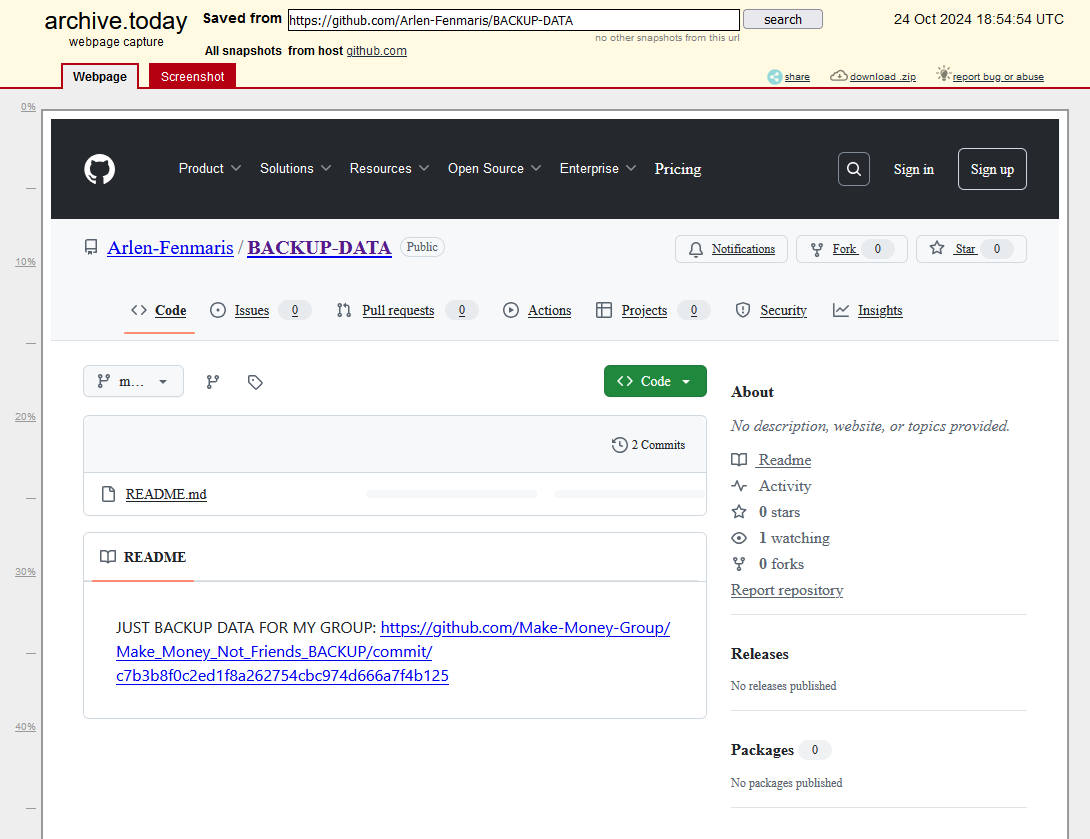 archive.today
webpage capture
Saved from https://github.com/Arlen-Fenmaris/BACKUP-DATA search 24 Oct 2024 18:54:54 UTC
no other snapshots from this url
All snapshots from host github.com
Webpage Screenshot share download .zip report bug or abuse
0%
Product Solutions Resources Open Source Enterprise Pricing Sign in Sign up
Arlen-Fenmaris / BACKUP-DATA Public Notifications Fork 0 Star 0
10%
Code Issues 0 Pull requests 0 Actions Projects 0 Security Insights
m... Code
About
20%
No description, website, or topics provided.
2 Commits
Readme
Activity
README.md
0 stars
1 watching
README
0 forks
30%
Report repository
JUST BACKUP DATA FOR MY GROUP: https://github.com/Make-Money-Group/
Make_Money_Not_Friends_BACKUP/commit/
c7b3b8f0c2ed1f8a262754cbc974d666a7f4b125
Releases
No releases published
40%
Packages 0
No packages published